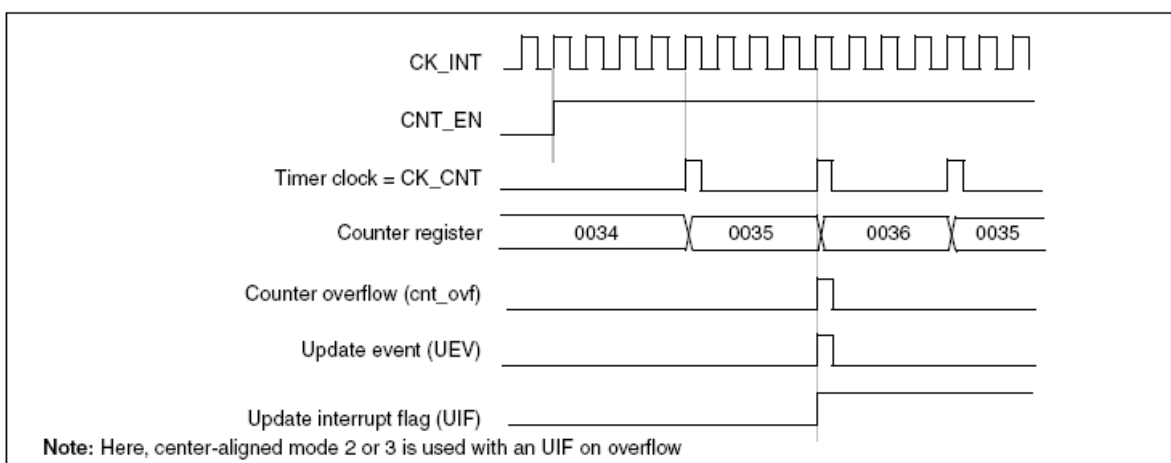 CK_INT
CNT_EN
Timer clock = CK_CNT
Counter register
0034 0035 0036 0035
Counter overflow (cnt_ovf)
Update event (UEV)
Update interrupt flag (UIF)
Note: Here, center-aligned mode 2 or 3 is used with an UIF on overflow